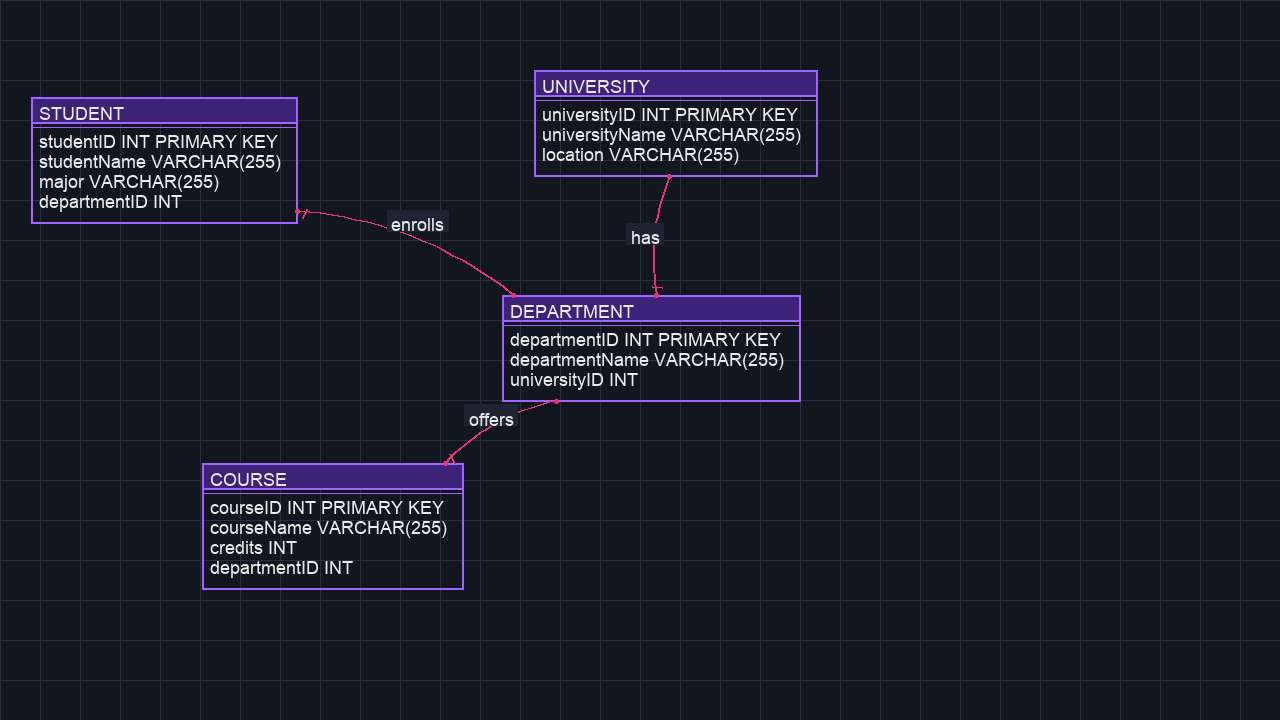 UNIVERSITY
universityID INT PRIMARY KEY
universityName VARCHAR(255)
location VARCHAR(255)
STUDENT
studentID INT PRIMARY KEY
studentName VARCHAR(255)
major VARCHAR(255)
departmentID INT
enrolls
has
DEPARTMENT
departmentID INT PRIMARY KEY
departmentName VARCHAR(255)
universityID INT
offers
COURSE
courseID INT PRIMARY KEY
courseName VARCHAR(255)
credits INT
departmentID INT